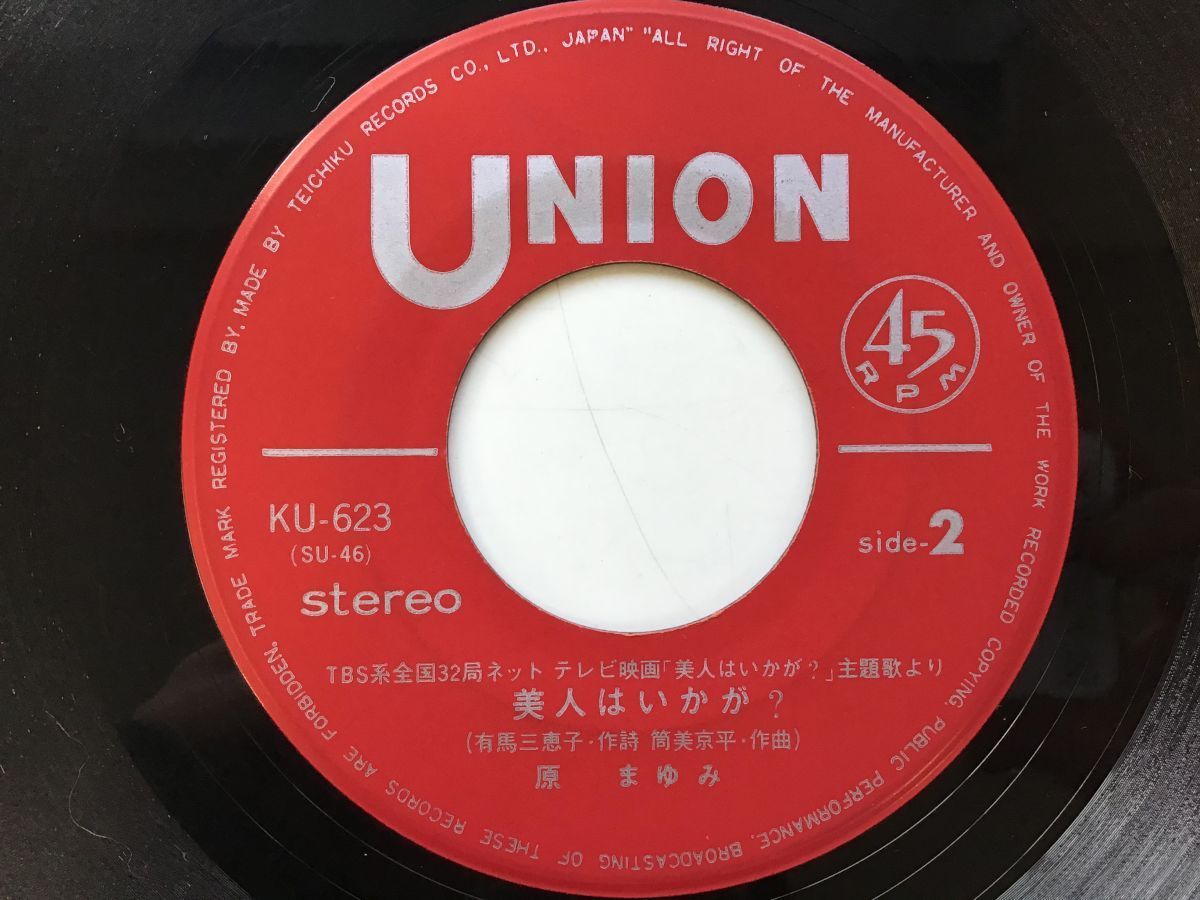 TRADE MARK REGISTERED BY. MADE BY TEICHIKU RECORDS CO., LTD., JAPAN" "ALL RIGHT OF THE MANUFACTURER AND OWNER OF THE WORK RECORDED COPYING, PUBLIC PERFORMANCE, BROADCASTING OF THESE RECORDS ARE FORBIDDEN,
UNION
45
RPM
KU-623
(SU-46)
stereo
side-2
TBS系全国32局ネット テレビ映画「美人はいかが?」主題歌より
美人はいかが?
(有馬三恵子・作詩 筒美京平・作曲)
原 まゆみ